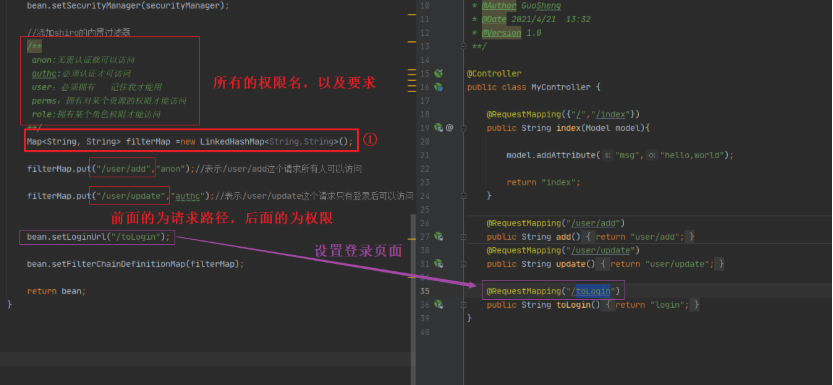 bean.setSecurityManager(securityManager);
//添加shiro的内置过滤器
/**
anon:无需认证就可以访问
authc:必须认证才可访问
user: 必须拥有 记住我才能用
perms: 拥有对某个资源的权限才能访问
role:拥有某个角色权限才能访问
**/
所有的权限名，以及要求
Map<String, String> filterMap =new LinkedHashMap<String,String>();
①
filterMap.put("/user/add","anon");//表示/user/add这个请求所有人可以访问
filterMap.put("/user/update","authc");//表示/user/update这个请求只有登录后可以访问
前面的为请求路径，后面的为权限
bean.setLoginUrl("/toLogin");
设置登录页面
bean.setFilterChainDefinitionMap(filterMap);
return bean;
}
10 * @Author GuoSheng
11 * @Date 2021/4/21 13:32
12 * @Version 1.0
13 **/
14
15 @Controller
16 public class MyController {
17
18 @RequestMapping({"/","/index"})
19 @ public String index(Model model){
20
21 model.addAttribute( s: "msg", o: "hello,world");
22
23 return "index";
24 }
25
26 @RequestMapping("/user/add")
27 public String add() { return "user/add"; }
30 @RequestMapping("/user/update")
31 public String update() { return "user/update"; }
35 @RequestMapping("/toLogin")
36 public String toLogin() { return "login"; }
39 }
40